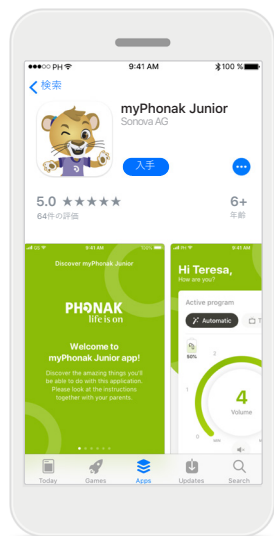 ●●●○○ PH 9:41 AM 100 %
検索
myPhonak Junior
Sonova AG
入手
5.0 ★★★★★
64件の評価
6+
年齢
9:41 AM 100%
Discover myPhonak Junior
PHONAK
life is on
Welcome to
myPhonak Junior app!
Discover the amazing things you'll
be able to do with this application.
Please look at the instructions
together with your parents.
9:41 AM
Hi Teresa,
How are you?
Active program
Automatic T
50%
2
1
4
Volume
0
Today Games Apps Updates Search